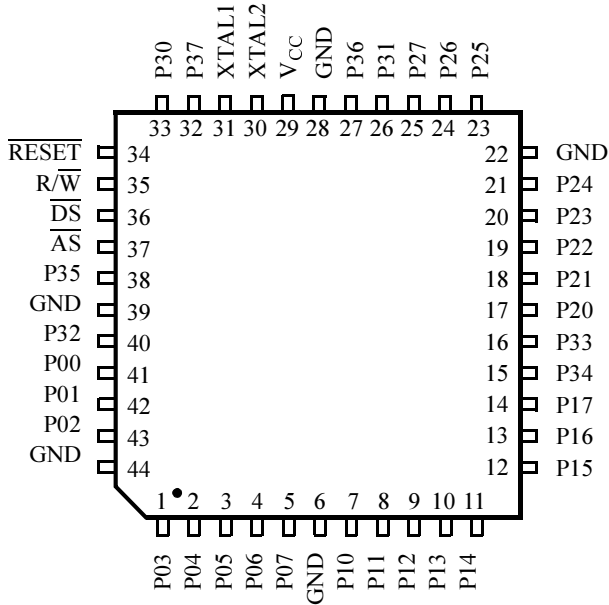 P30 P37 XTAL1 XTAL2 VCC GND P36 P31 P27 P26 P25
33 32 31 30 29 28 27 26 25 24 23
RESET 34 22 GND
R/W 35 21 P24
DS 36 20 P23
AS 37 19 P22
P35 38 18 P21
GND 39 17 P20
P32 40 16 P33
P00 41 15 P34
P01 42 14 P17
P02 43 13 P16
GND 44 12 P15
1 2 3 4 5 6 7 8 9 10 11
P03 P04 P05 P06 P07 GND P10 P11 P12 P13 P14